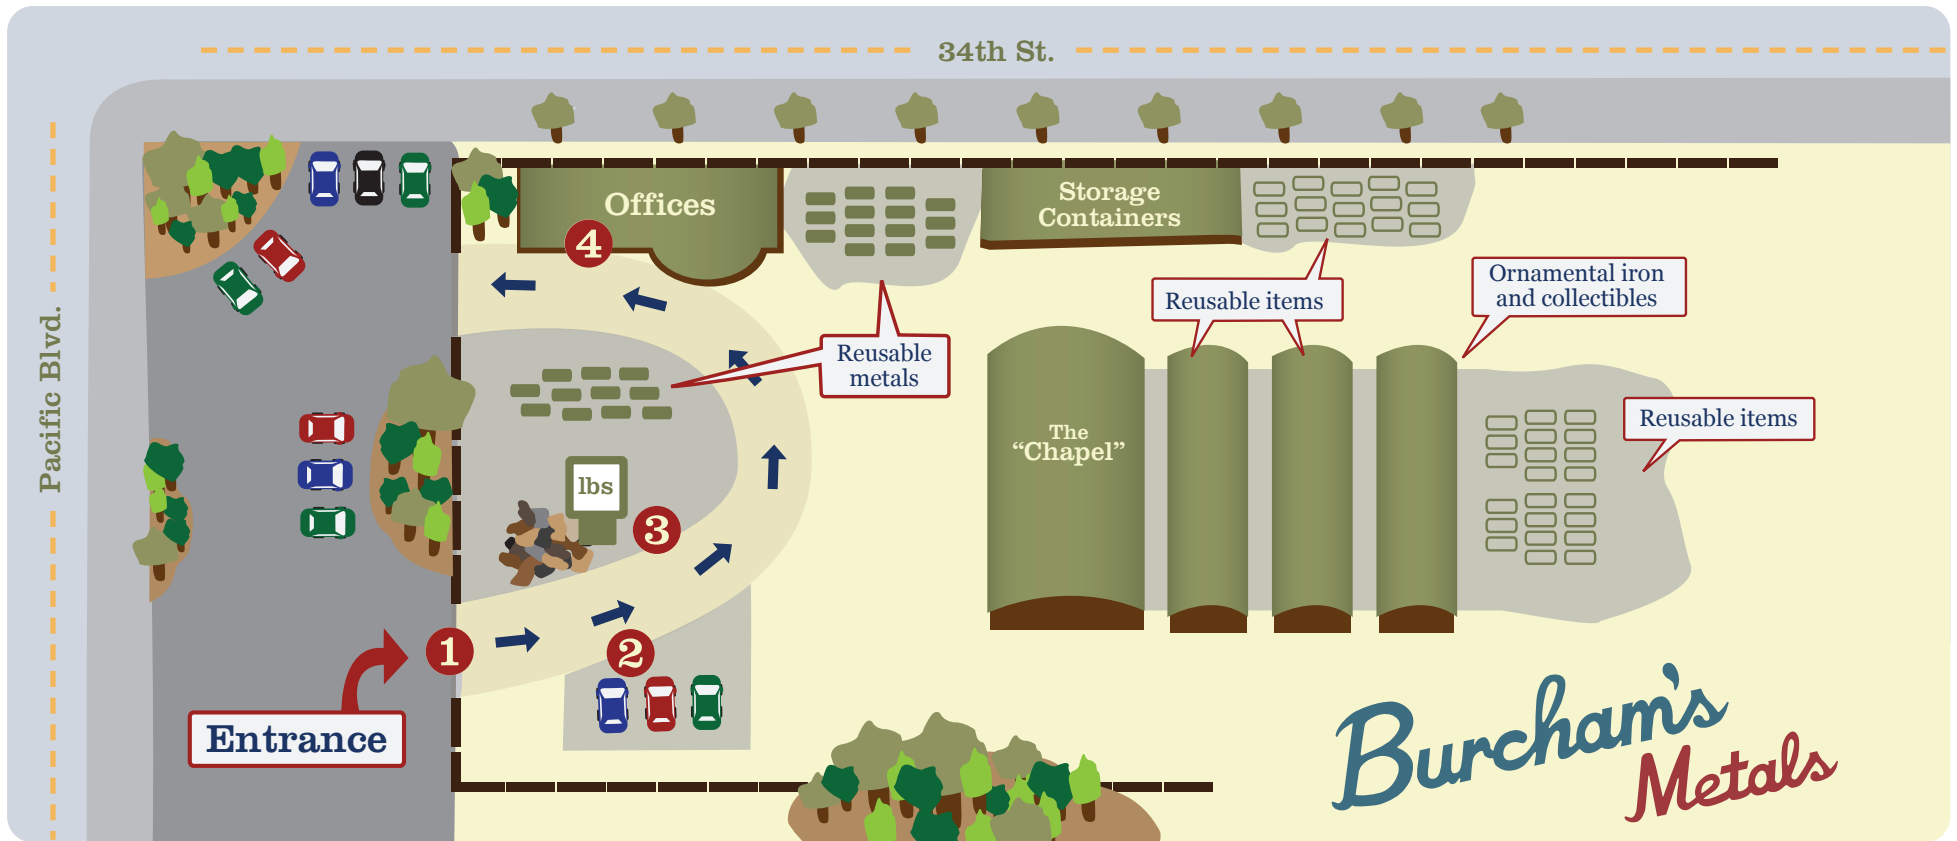 34th St.
Pacific Blvd.
Offices
Storage
Containers
4
Reusable items
Ornamental iron
and collectibles
Reusable
metals
Reusable items
The
“Chapel”
lbs
3
1
2
Entrance
Burcham's
Metals